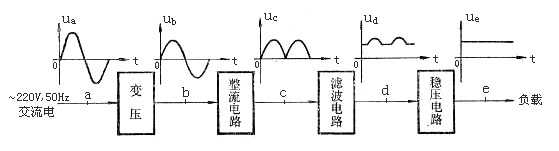 ua ub uc ud ue
0 t 0 t 0 t 0 t 0 t
~220V,50Hz
交流电
a 变压 b 整流电路 c 滤波电路 d 稳压电路 e 负载